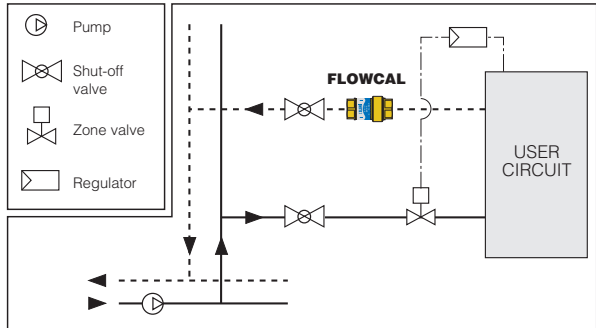 Pump
Shut-off
valve
Zone valve
Regulator
FLOWCAL
USER
CIRCUIT